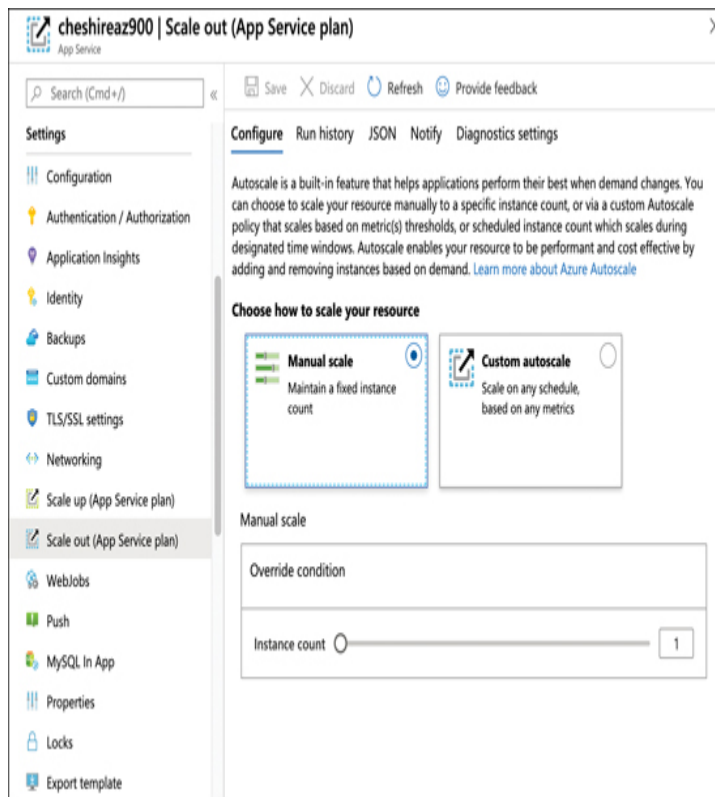 cheshireaz900 | Scale out (App Service plan)
App Service
Search (Cmd+/)
«
Save
Discard
Refresh
Provide feedback
Settings
Configuration
Authentication / Authorization
Application Insights
Identity
Backups
Custom domains
TLS/SSL settings
Networking
Scale up (App Service plan)
Scale out (App Service plan)
WebJobs
Push
MySQL In App
Properties
Locks
Export template
Configure
Run history
JSON
Notify
Diagnostics settings
Autoscale is a built-in feature that helps applications perform their best when demand changes. You
can choose to scale your resource manually to a specific instance count, or via a custom Autoscale
policy that scales based on metric(s) thresholds, or scheduled instance count which scales during
designated time windows. Autoscale enables your resource to be performant and cost effective by
adding and removing instances based on demand. Learn more about Azure Autoscale
Choose how to scale your resource
Manual scale
Maintain a fixed instance
count
Custom autoscale
Scale on any schedule,
based on any metrics
Manual scale
Override condition
Instance count
1